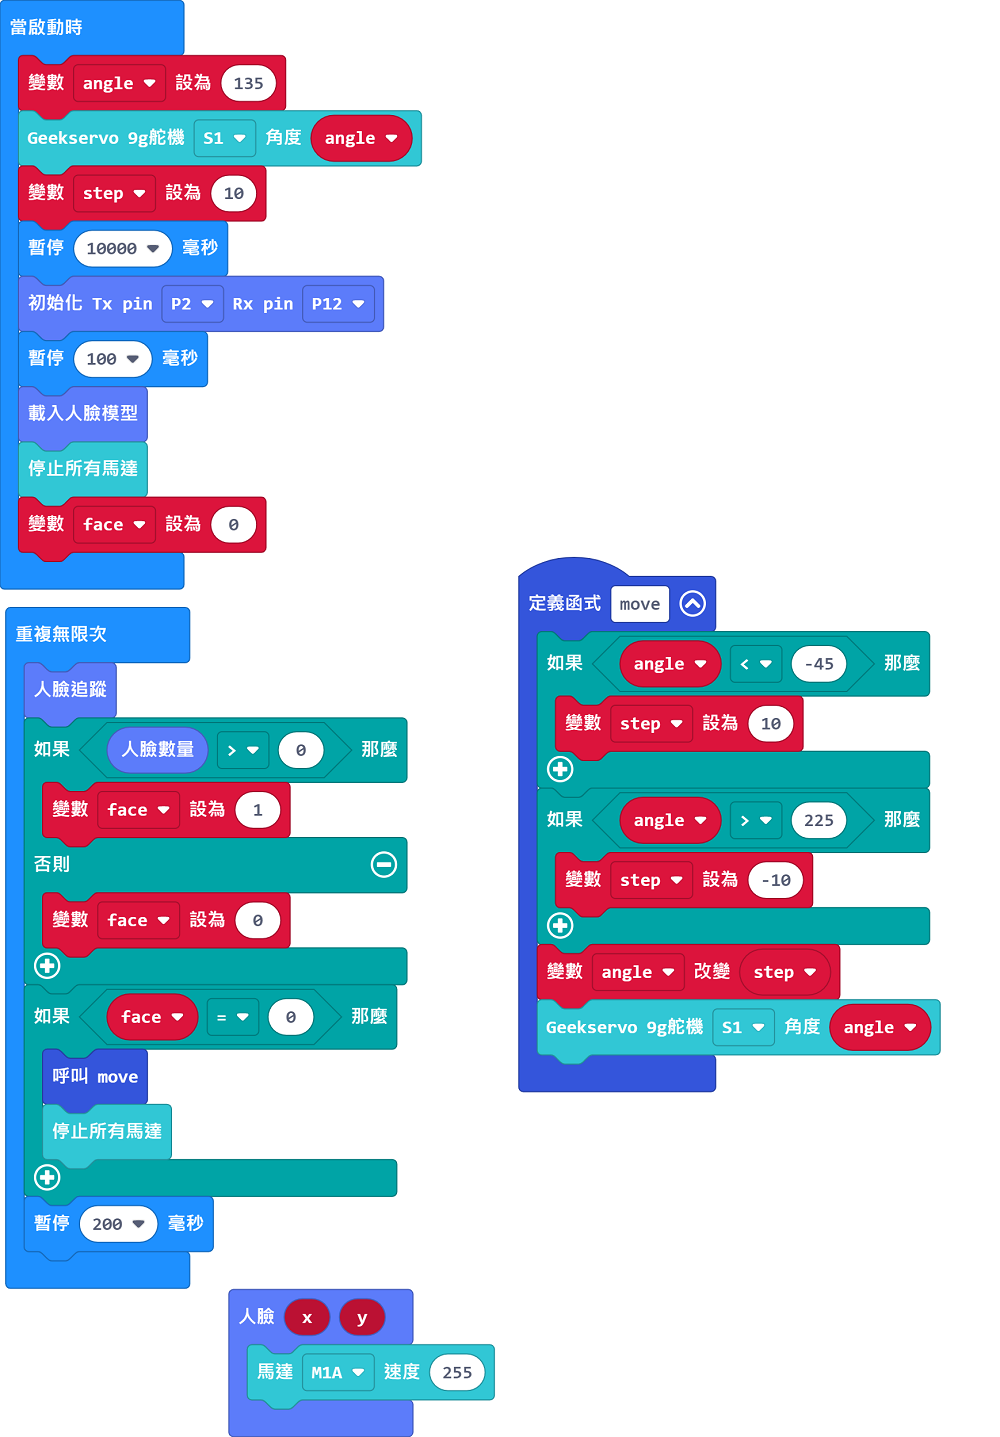 當啟動時
變數 angle 設為 135
Geekservo 9g舵機 S1 角度 angle
變數 step 設為 10
暫停 10000 毫秒
初始化 Tx pin P2 Rx pin P12
暫停 100 毫秒
載入人臉模型
停止所有馬達
變數 face 設為 0
重複無限次
人臉追蹤
如果 人臉數量 > 0 那麼
變數 face 設為 1
否則
變數 face 設為 0
如果 face = 0 那麼
呼叫 move
停止所有馬達
暫停 200 毫秒
定義函式 move
如果 angle < -45 那麼
變數 step 設為 10
如果 angle > 225 那麼
變數 step 設為 -10
變數 angle 改變 step
Geekservo 9g舵機 S1 角度 angle
人臉 x y
馬達 M1A 速度 255